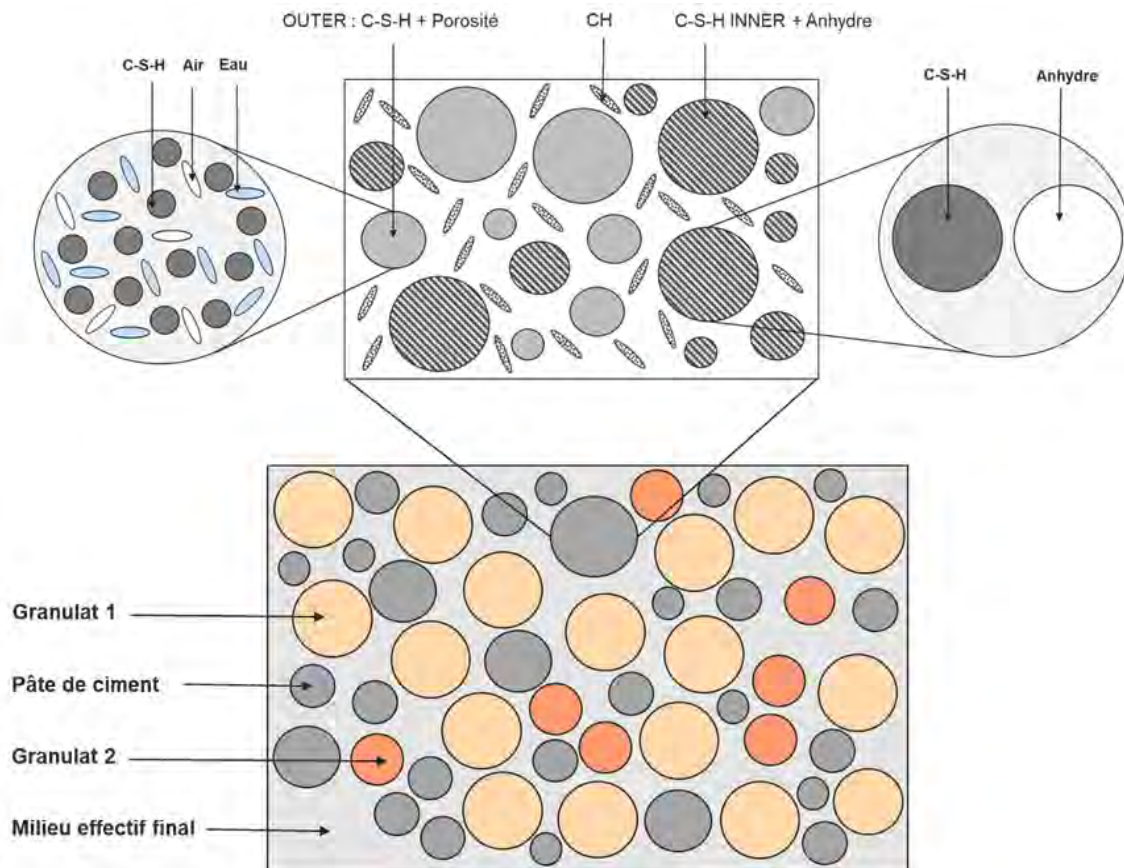 OUTER : C-S-H + Porosité
CH
C-S-H INNER + Anhydre
C-S-H
Air
Eau
C-S-H
Anhydre
Granulat 1
Pâte de ciment
Granulat 2
Milieu effectif final